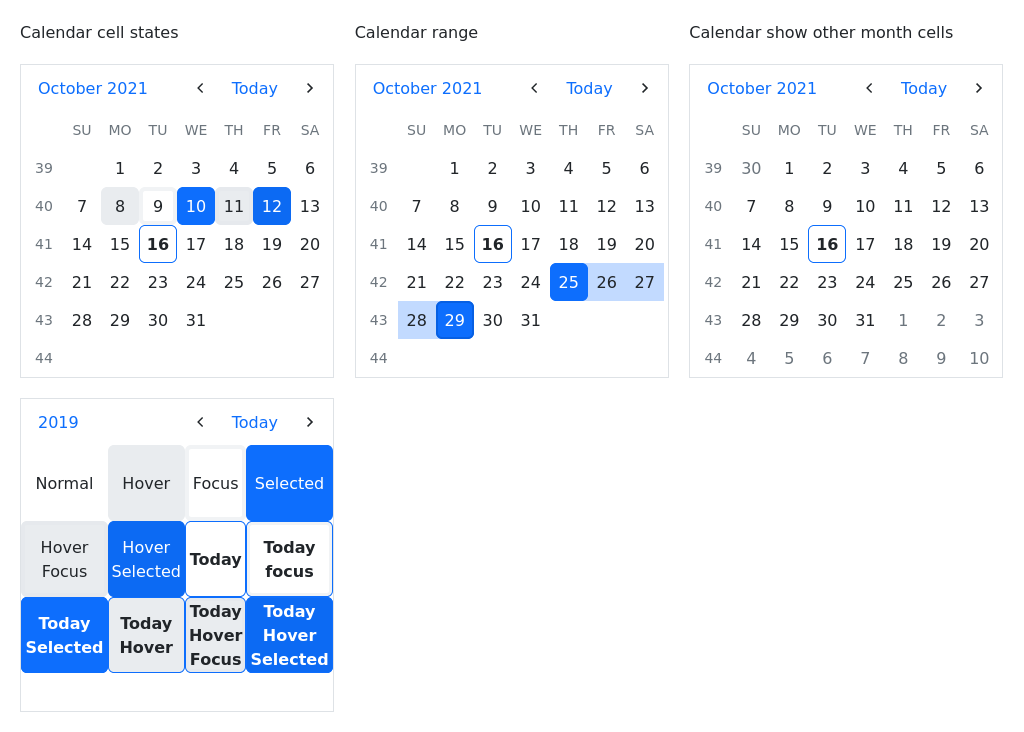 Calendar cell states
October 2021 Today
SU MO TU WE TH FR SA
39 1 2 3 4 5 6
40 7 8 9 10 11 12 13
41 14 15 16 17 18 19 20
42 21 22 23 24 25 26 27
43 28 29 30 31
44
Calendar range
October 2021 Today
SU MO TU WE TH FR SA
39 1 2 3 4 5 6
40 7 8 9 10 11 12 13
41 14 15 16 17 18 19 20
42 21 22 23 24 25 26 27
43 28 29 30 31
44
Calendar show other month cells
October 2021 Today
SU MO TU WE TH FR SA
39 30 1 2 3 4 5 6
40 7 8 9 10 11 12 13
41 14 15 16 17 18 19 20
42 21 22 23 24 25 26 27
43 28 29 30 31 1 2 3
44 4 5 6 7 8 9 10
2019 Today
Normal Hover Focus Selected
Hover
Focus
Hover
Selected
Today
Today
focus
Today
Selected
Today
Hover
Today
Hover
Focus
Today
Hover
Selected